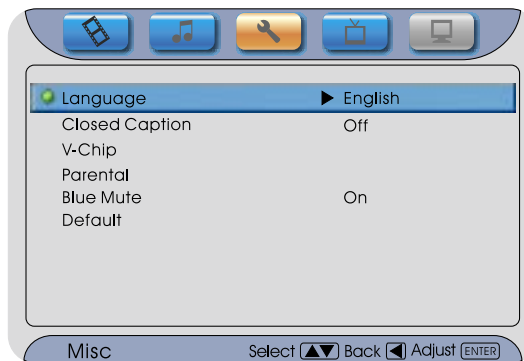 Language English
Closed Caption Off
V-Chip
Parental
Blue Mute On
Default
Misc Select Back Adjust ENTER